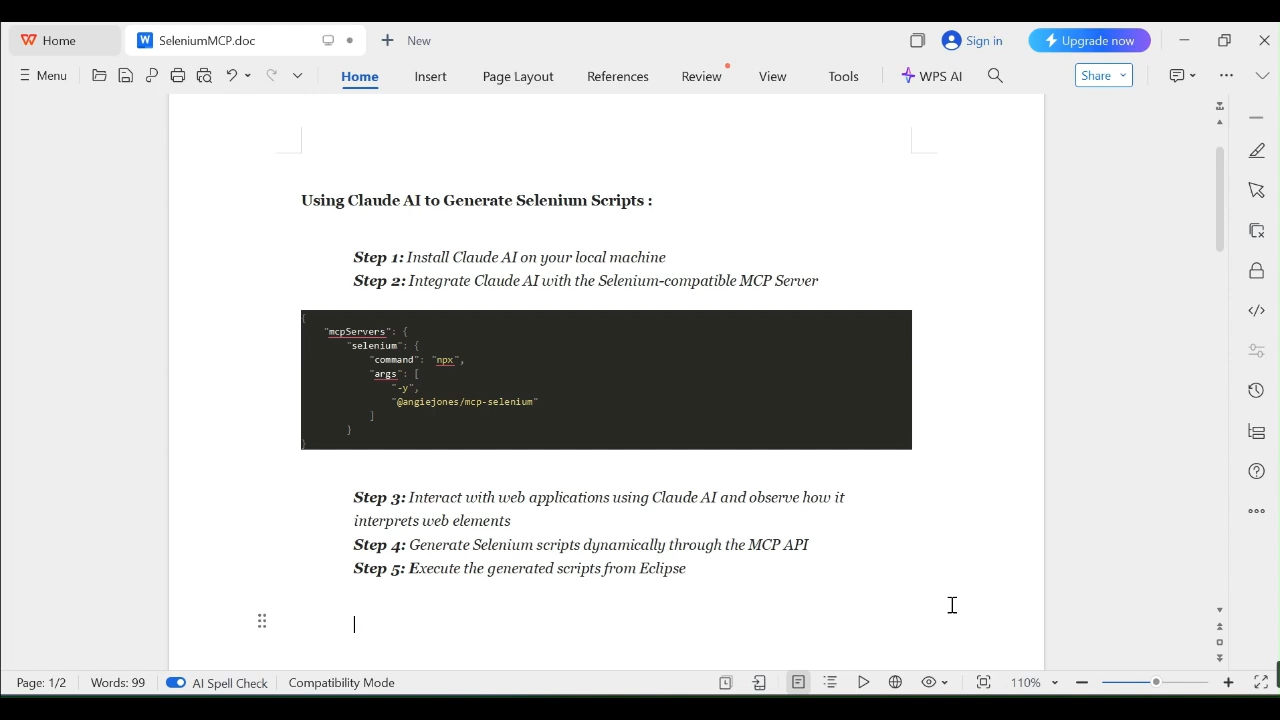 Home
SeleniumMCP.doc
New
Sign in
Upgrade now
Menu
Home
Insert
Page Layout
References
Review
View
Tools
WPS AI
Share
Using Claude AI to Generate Selenium Scripts :
Step 1: Install Claude AI on your local machine
Step 2: Integrate Claude AI with the Selenium-compatible MCP Server
{
"mcpServers": {
"selenium": {
"command": "npx",
"args": [
"-y",
"@angiejones/mcp-selenium"
]
}
}
Step 3: Interact with web applications using Claude AI and observe how it
interprets web elements
Step 4: Generate Selenium scripts dynamically through the MCP API
Step 5: Execute the generated scripts from Eclipse
Page: 1/2
Words: 99
AI Spell Check
Compatibility Mode
110%